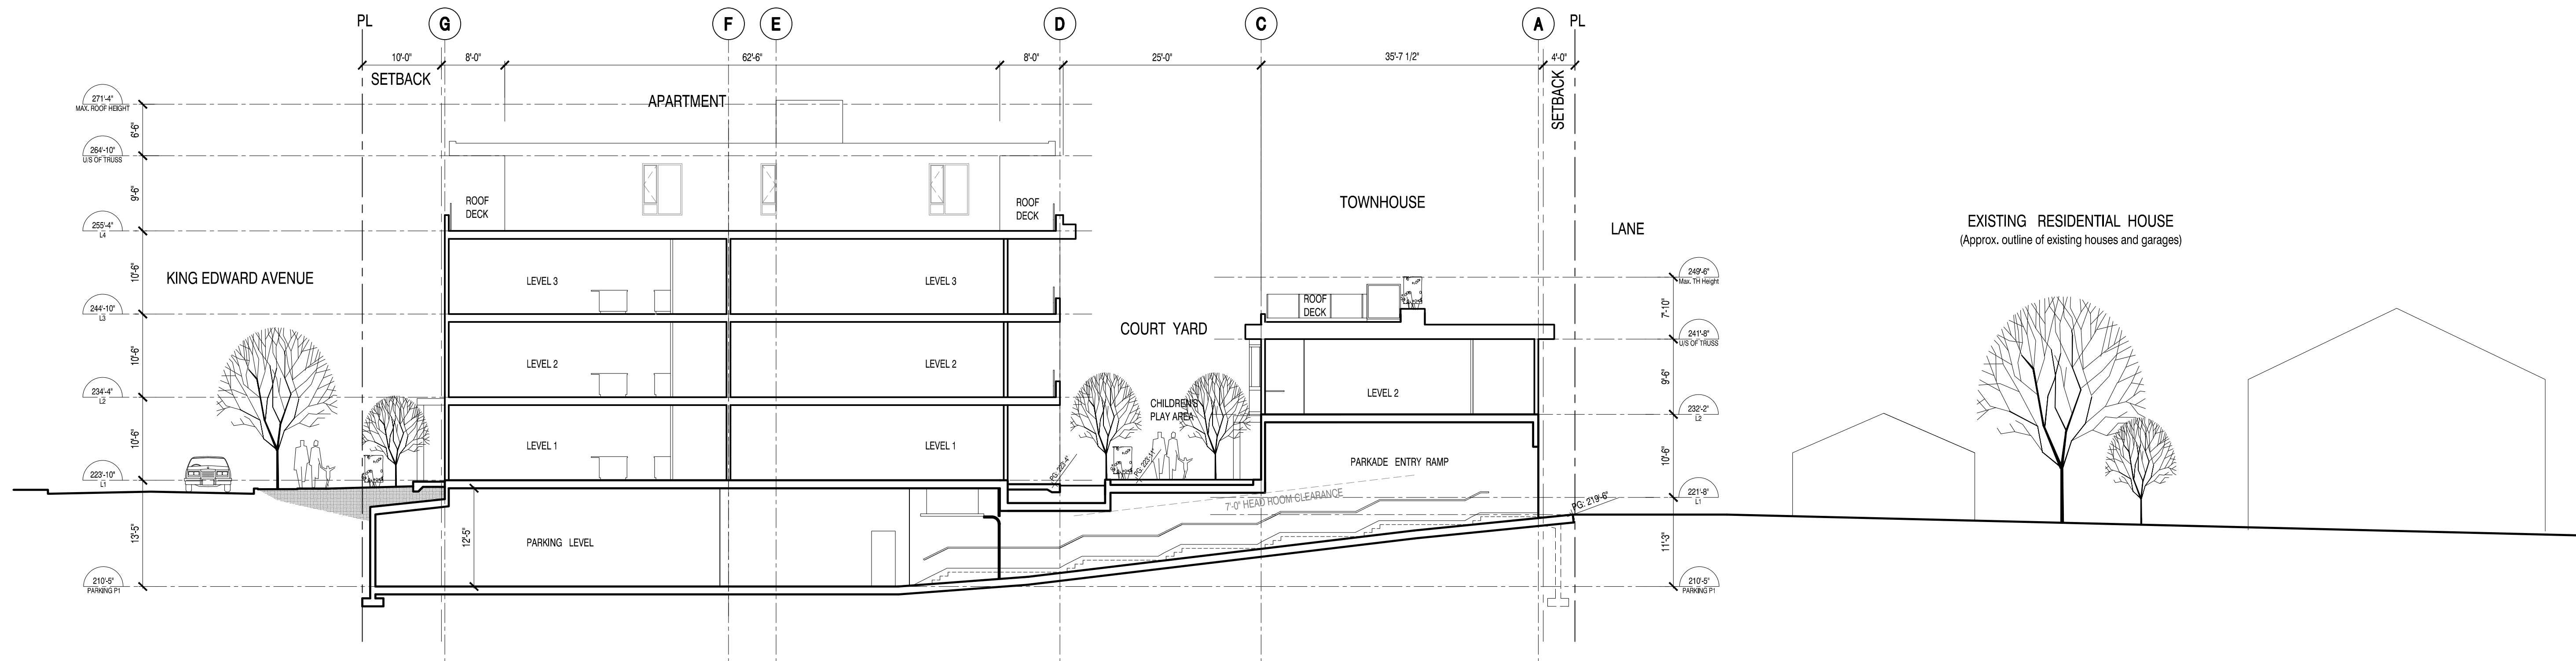 PL
G
F
E
D
C
A
PL
10'-0"
8'-0"
62'-6"
8'-0"
25'-0"
35'-7 1/2"
4'-0"
SETBACK
SETBACK
271'-4"
MAX. ROOF HEIGHT
APARTMENT
6'-6"
264'-10"
U/S OF TRUSS
9'-6"
ROOF
DECK
ROOF
DECK
TOWNHOUSE
255'-4"
L4
LANE
EXISTING RESIDENTIAL HOUSE
(Approx. outline of existing houses and garages)
KING EDWARD AVENUE
10'-6"
LEVEL 3
LEVEL 3
249'-6"
Max. TH Height
ROOF
DECK
7'-10"
244'-10"
L3
COURT YARD
241'-8"
U/S OF TRUSS
10'-6"
LEVEL 2
LEVEL 2
9'-6"
234'-4"
L2
LEVEL 2
CHILDREN'S
PLAY AREA
232'-2"
L2
10'-6"
LEVEL 1
LEVEL 1
PARKADE ENTRY RAMP
10'-6"
PG: 223'-4"
PG: 223'-11"
223'-10"
L1
7'-0" HEAD ROOM CLEARANCE
PG: 219'-6"
221'-8"
L1
13'-5"
12'-5"
PARKING LEVEL
11'-3"
210'-5"
PARKING P1
210'-5"
PARKING P1